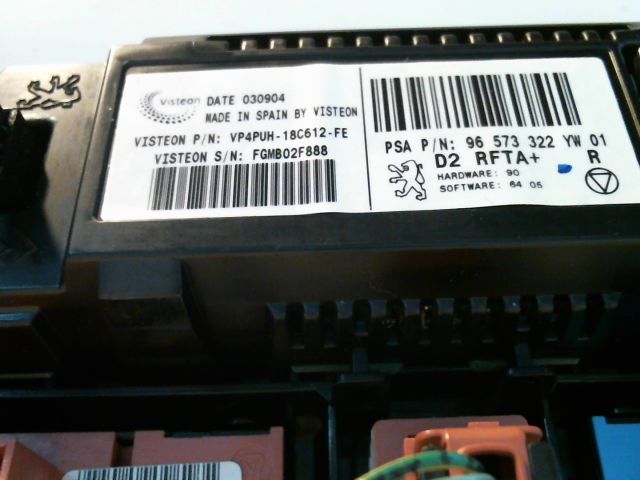 Visteon DATE 030904
MADE IN SPAIN BY VISTEON
VISTEON P/N: VP4PUH-18C612-FE
VISTEON S/N: FGMB02F888
PSA P/N: 96 573 322 YW 01
D2 RFTA+ R
HARDWARE: 90
SOFTWARE: 64 05